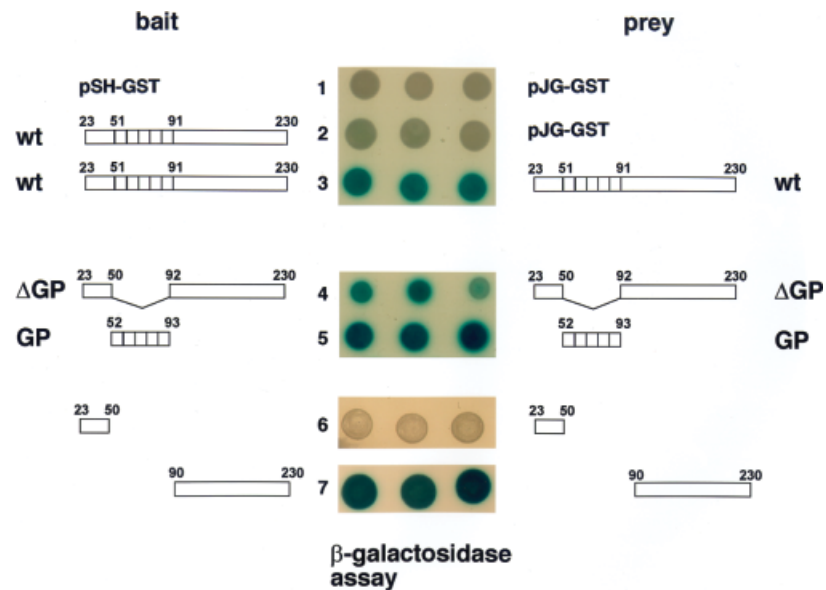 bait prey
pSH-GST 1 pJG-GST
23 51 91 230
wt 2 pJG-GST
23 51 91 230 23 51 91 230
wt 3 wt
23 50 92 230 23 50 92 230
ΔGP 4 ΔGP
52 93 52 93
GP 5 GP
23 50 6 23 50
90 230 7 90 230
β-galactosidase
assay